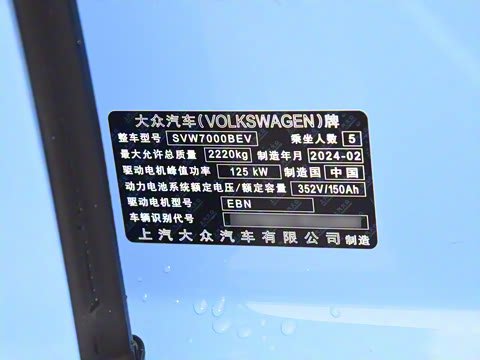 大众汽车(VOLKSWAGEN)牌
整车型号 SVW7000BEV 乘坐人数 5
最大允许总质量 2220kg 制造年月 2024-02
驱动电机峰值功率 125 kW 制造国 中国
动力电池系统额定电压/额定容量 352V/150Ah
驱动电机型号 EBN
车辆识别代号
上汽大众汽车有限公司 制造